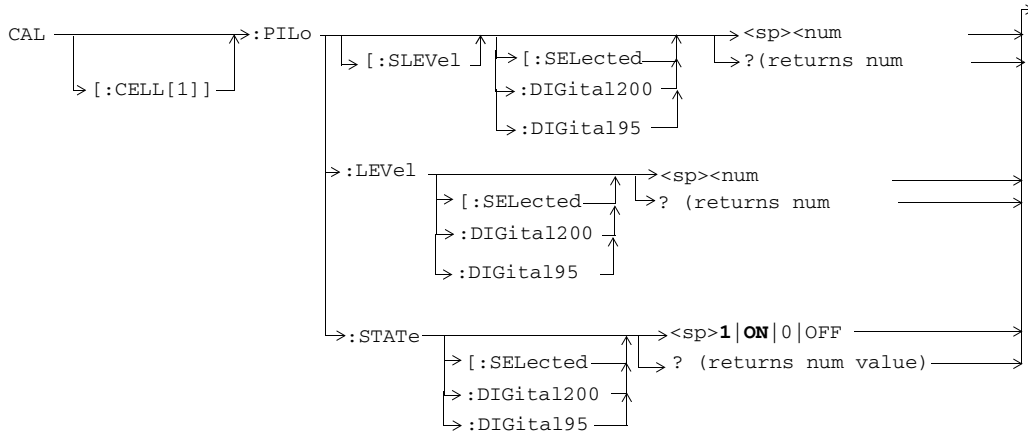 CAL :PILo <sp><num
[:SLEVel [:SELected ?(returns num
[:CELL[1]] :DIGital200
:DIGital95
:LEVel <sp><num
[:SELected ? (returns num
:DIGital200
:DIGital95
:STATe <sp>1|ON|0|OFF
[:SELected ? (returns num value)
:DIGital200
:DIGital95